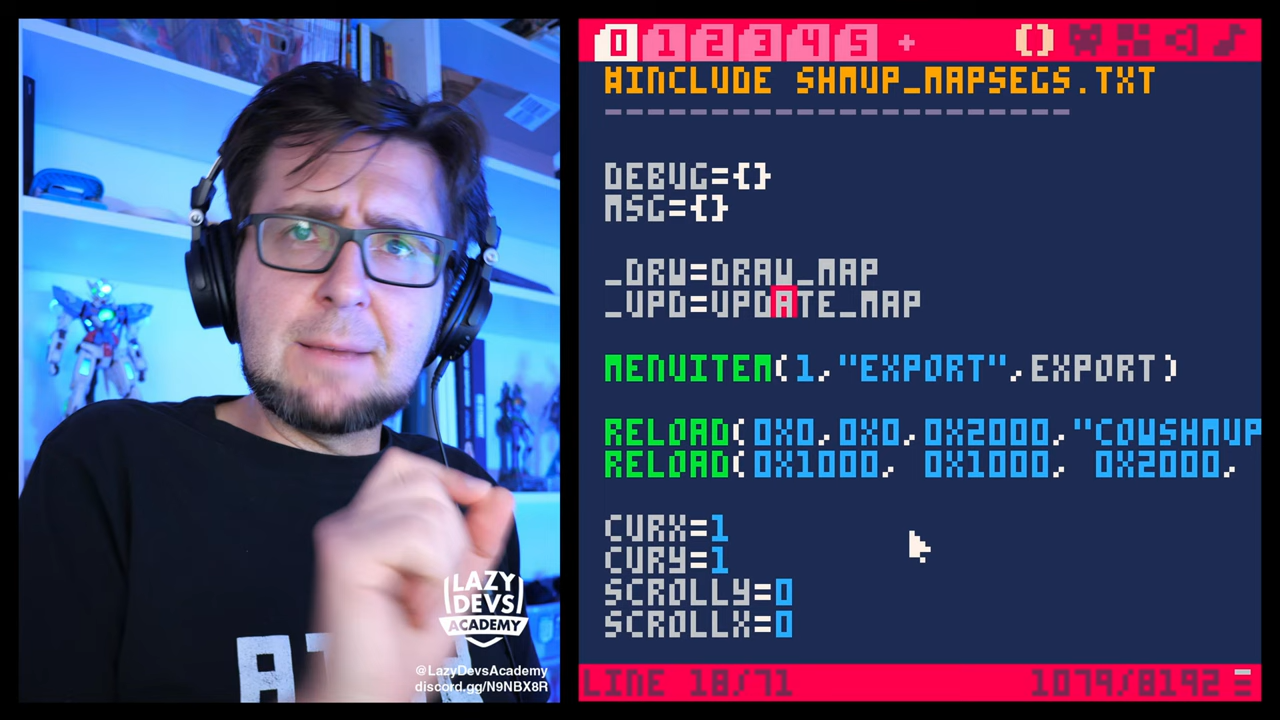 LAZY
DEVS
ACADEMY
@LazyDevsAcademy
discord.gg/N9NBX8R
0 1 2 3 4 5 + {}
#INCLUDE SHMUP_MAPSEGS.TXT
----------------------
DEBUG={}
MSG={}
_DRW=DRAW_MAP
_UPD=UPDATE_MAP
MENUITEM(1,"EXPORT",EXPORT)
RELOAD(0X0,0X0,0X2000,"COWSHMUP
RELOAD(0X1000, 0X1000, 0X2000,
CURX=1
CURY=1
SCROLLY=0
SCROLLX=0
LINE 18/71 1079/8192